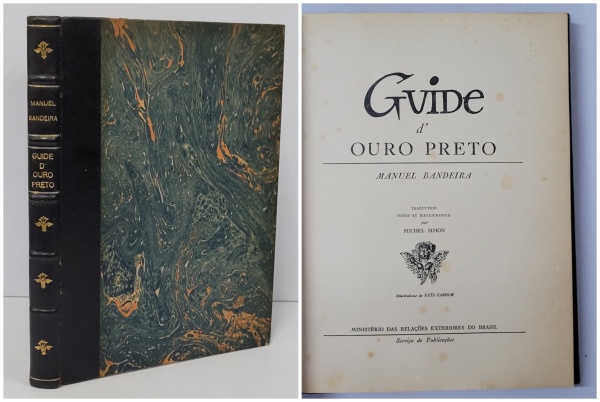 MANUEL
BANDEIRA
GUIDE
D'
OURO
PRETO
GUIDE
d'
OURO PRETO
MANUEL BANDEIRA
TRADUCTION
NOTES ET BIBLIOGRAPHIE
par
MICHEL SIMON
Illustrations de LUÍS JARDIM
MINISTÉRIO DAS RELAÇÕES EXTERIORES DO BRASIL
Serviço de Publicações